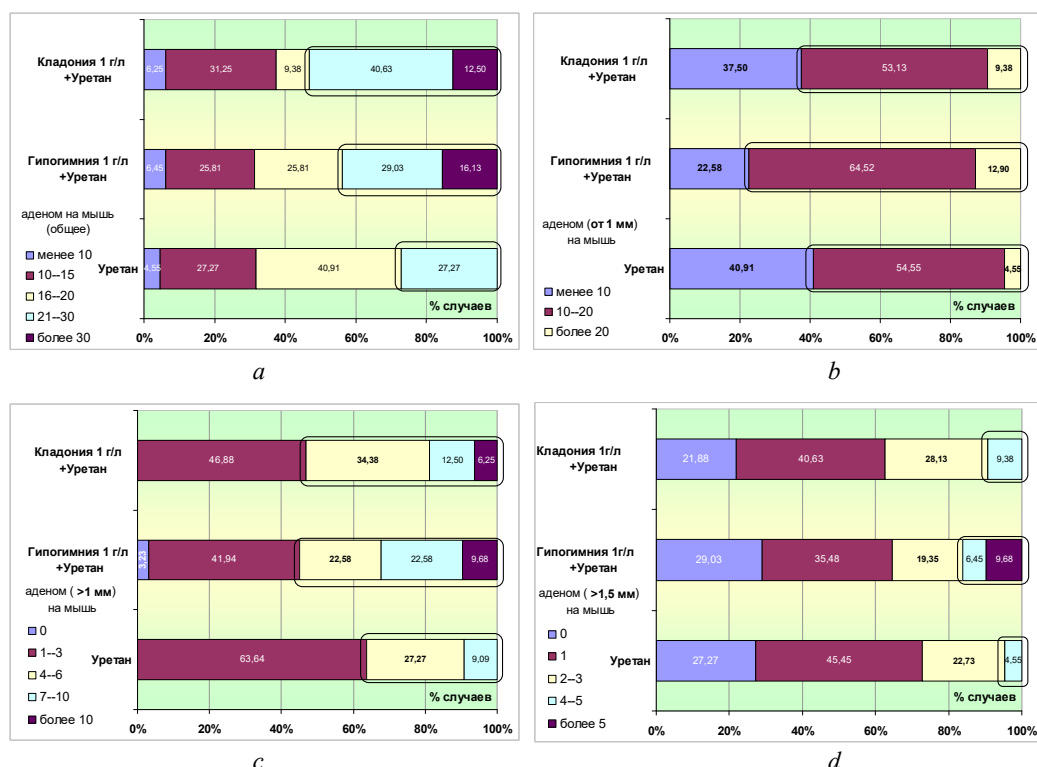 Кладония 1 г/л
+Уретан
6,25 31,25 9,38 40,63 12,50
Гипогимния 1 г/л
+Уретан
6,45 25,81 25,81 29,03 16,13
аденом на мышь
(общее)
менее 10
10--15
16--20
21--30
более 30
Уретан
4,55 27,27 40,91 27,27
% случаев
0% 20% 40% 60% 80% 100%
a
Кладония 1 г/л
+Уретан
37,50 53,13 9,38
Гипогимния 1 г/л
+Уретан
22,58 64,52 12,90
аденом (от 1 мм)
на мышь
менее 10
10--20
более 20
Уретан
40,91 54,55 4,55
% случаев
0% 20% 40% 60% 80% 100%
b
Кладония 1 г/л
+Уретан
46,88 34,38 12,50 6,25
Гипогимния 1 г/л
+Уретан
3,23 41,94 22,58 22,58 9,68
аденом ( >1 мм)
на мышь
0
1--3
4--6
7--10
более 10
Уретан
63,64 27,27 9,09
% случаев
0% 20% 40% 60% 80% 100%
c
Кладония 1г/л
+Уретан
21,88 40,63 28,13 9,38
Гипогимния 1г/л
+Уретан
29,03 35,48 19,35 6,45 9,68
аденом ( >1,5 мм)
на мышь
0
1
2--3
4--5
более 5
Уретан
27,27 45,45 22,73 4,55
% случаев
0% 20% 40% 60% 80% 100%
d